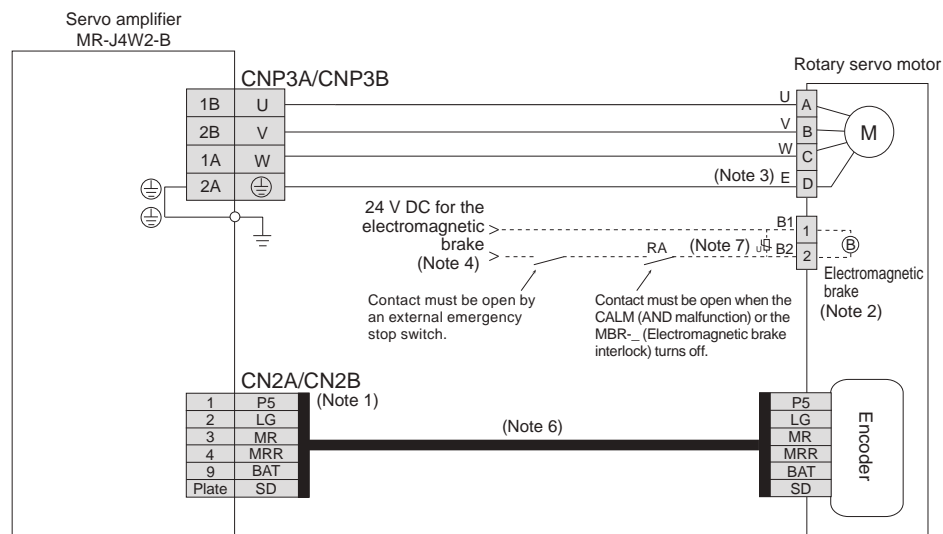 Servo amplifier
MR-J4W2-B
Rotary servo motor
CNP3A/CNP3B
1B U
2B V
1A W
2A
U A
V B
W C
(Note 3) E D
M
24 V DC for the
electromagnetic
brake
(Note 4)
B1 1
RA (Note 7) U B2 2
B
Electromagnetic
brake
(Note 2)
Contact must be open by
an external emergency
stop switch.
Contact must be open when the
CALM (AND malfunction) or the
MBR-_ (Electromagnetic brake
interlock) turns off.
CN2A/CN2B
(Note 1)
1 P5
2 LG
3 MR
4 MRR
9 BAT
Plate SD
(Note 6)
P5
LG
MR
MRR
BAT
SD
Encoder